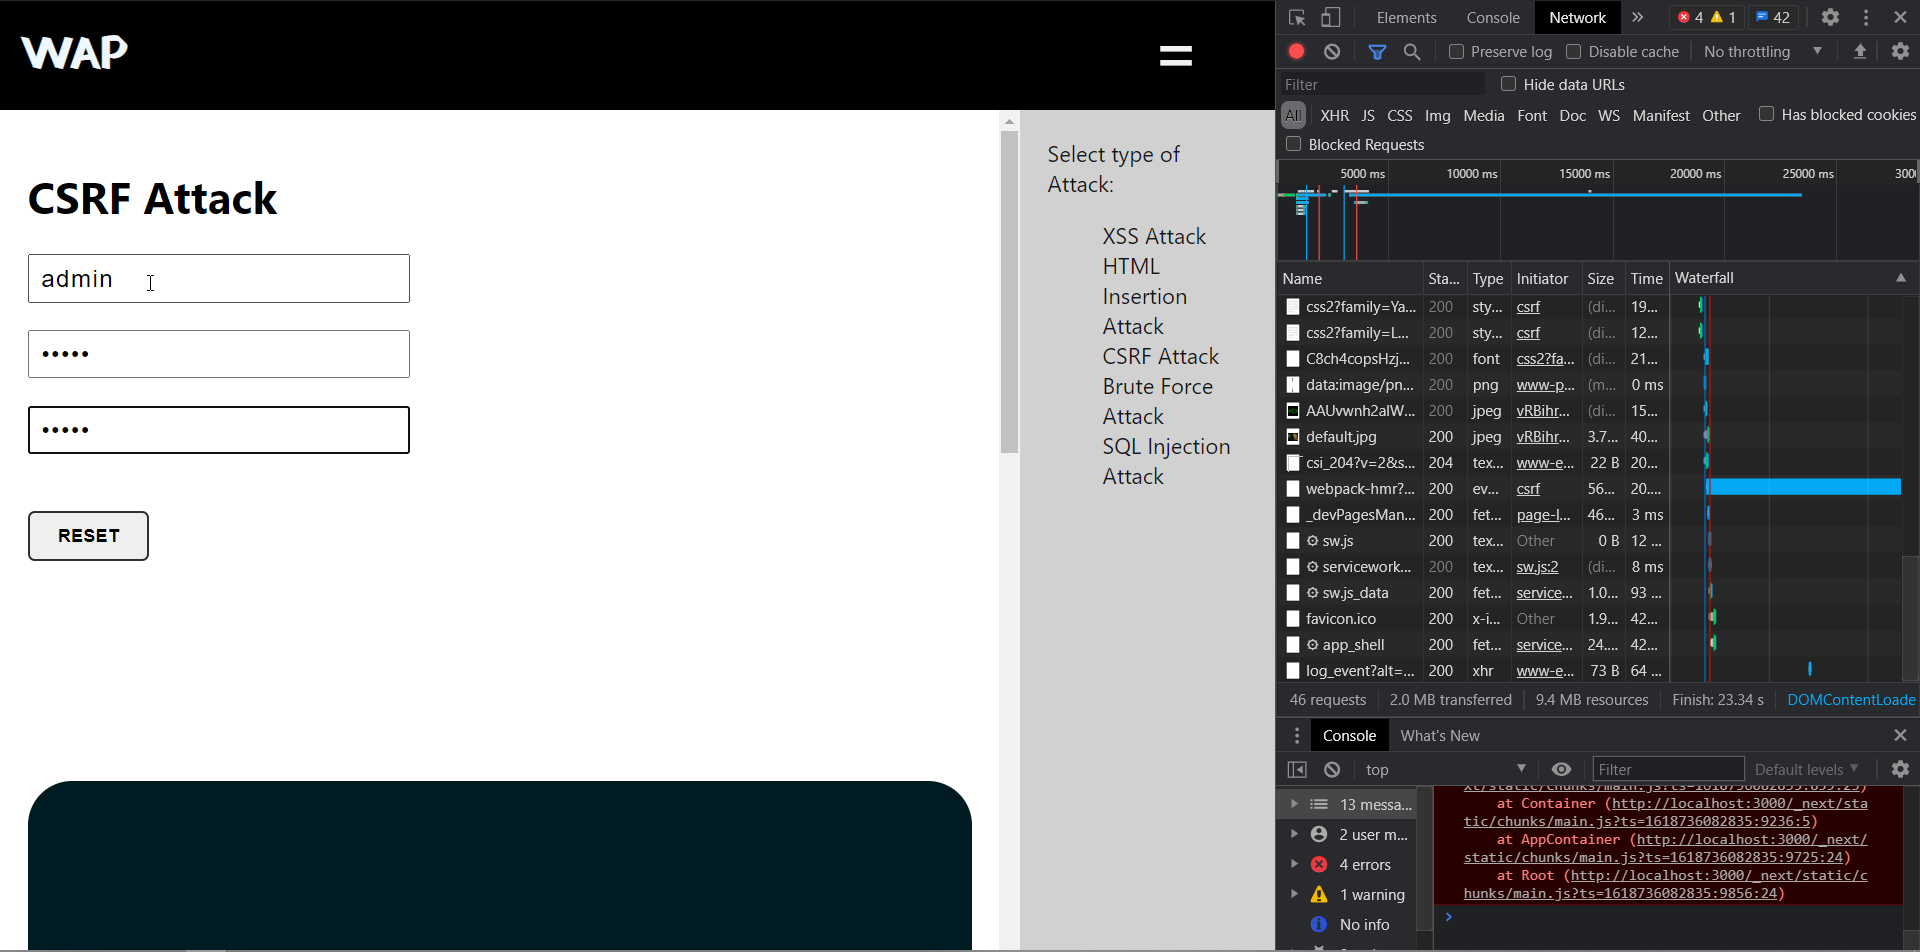 WAP
CSRF Attack
admin
•••••
•••••
RESET
Select type of
Attack:
XSS Attack
HTML
Insertion
Attack
CSRF Attack
Brute Force
Attack
SQL Injection
Attack
Elements Console Network 4 1 42
Preserve log Disable cache No throttling
Filter Hide data URLs
All XHR JS CSS Img Media Font Doc WS Manifest Other Has blocked cookies
Blocked Requests
5000 ms 10000 ms 15000 ms 20000 ms 25000 ms
Name Sta... Type Initiator Size Time Waterfall
css2?family=Ya... 200 sty... csrf (di... 19...
css2?family=L... 200 sty... csrf (di... 12...
C8ch4copsHzj... 200 font css2?fa... (di... 21...
data:image/pn... 200 png www-p... (m... 0 ms
AAUvwnh2alW... 200 jpeg vRBihr... (di... 15...
default.jpg 200 jpeg vRBihr... 3.7... 40...
csi_204?v=2&s... 204 tex... www-e... 22 B 20...
webpack-hmr?... 200 ev... csrf 56... 20....
_devPagesMan... 200 fet... page-l... 46... 3 ms
sw.js 200 tex... Other 0 B 12 ...
servicework... 200 tex... sw.js:2 (di... 8 ms
sw.js_data 200 fet... service... 1.0... 93 ...
favicon.ico 200 x-i... Other 1.9... 42...
app_shell 200 fet... service... 24.... 42...
log_event?alt=... 200 xhr www-e... 73 B 64 ...
46 requests 2.0 MB transferred 9.4 MB resources Finish: 23.34 s DOMContentLoade
Console What's New
top Filter Default levels
13 messa...
2 user m...
4 errors
1 warning
No info
at Container (http://localhost:3000/_next/sta
tic/chunks/main.js?ts=1618736082835:9236:5)
at AppContainer (http://localhost:3000/_next/
static/chunks/main.js?ts=1618736082835:9725:24)
at Root (http://localhost:3000/_next/static/c
hunks/main.js?ts=1618736082835:9856:24)